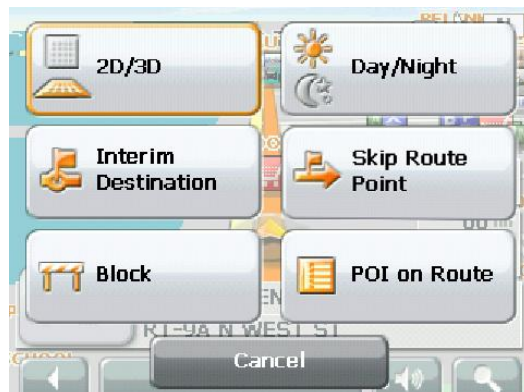 2D/3D
Day/Night
Interim
Destination
Skip Route
Point
Block
POI on Route
RT-9A N WEST ST
Cancel